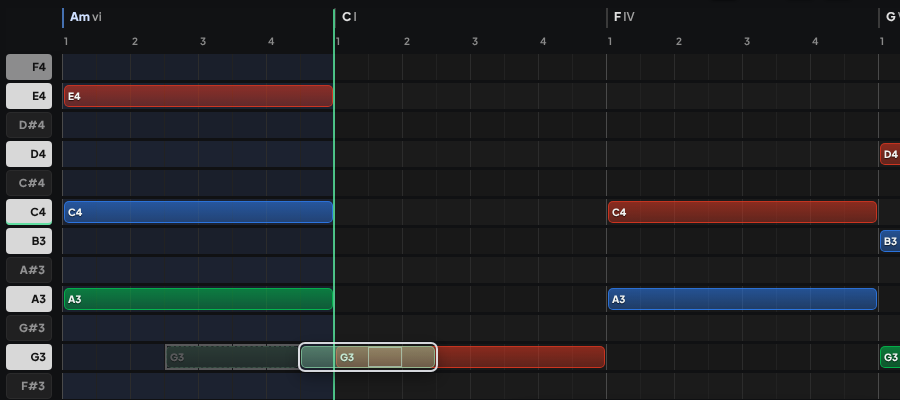 Am vi C I F IV G
1 2 3 4 1 2 3 4 1 2 3 4 1
F4
E4 E4
D#4
D4 D4
C#4
C4 C4 C4
B3 B3
A#3
A3 A3 A3
G#3
G3 G3 G3 G3
F#3